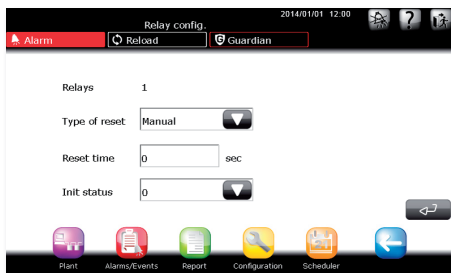 2014/01/01 12:00
Relay config.
?
Alarm Reload G Guardian
Relays 1
Type of reset Manual
Reset time 0 sec
Init status 0
Plant Alarms/Events Report Configuration Scheduler